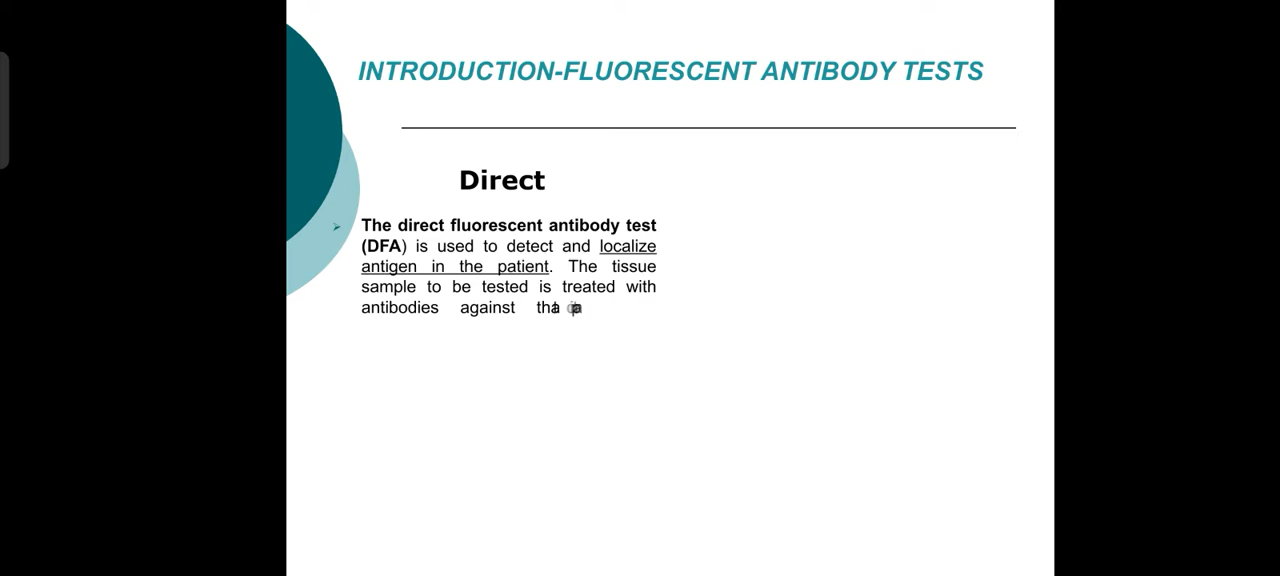 INTRODUCTION-FLUORESCENT ANTIBODY TESTS
Direct
The direct fluorescent antibody test
(DFA) is used to detect and localize
antigen in the patient. The tissue
sample to be tested is treated with
antibodies against